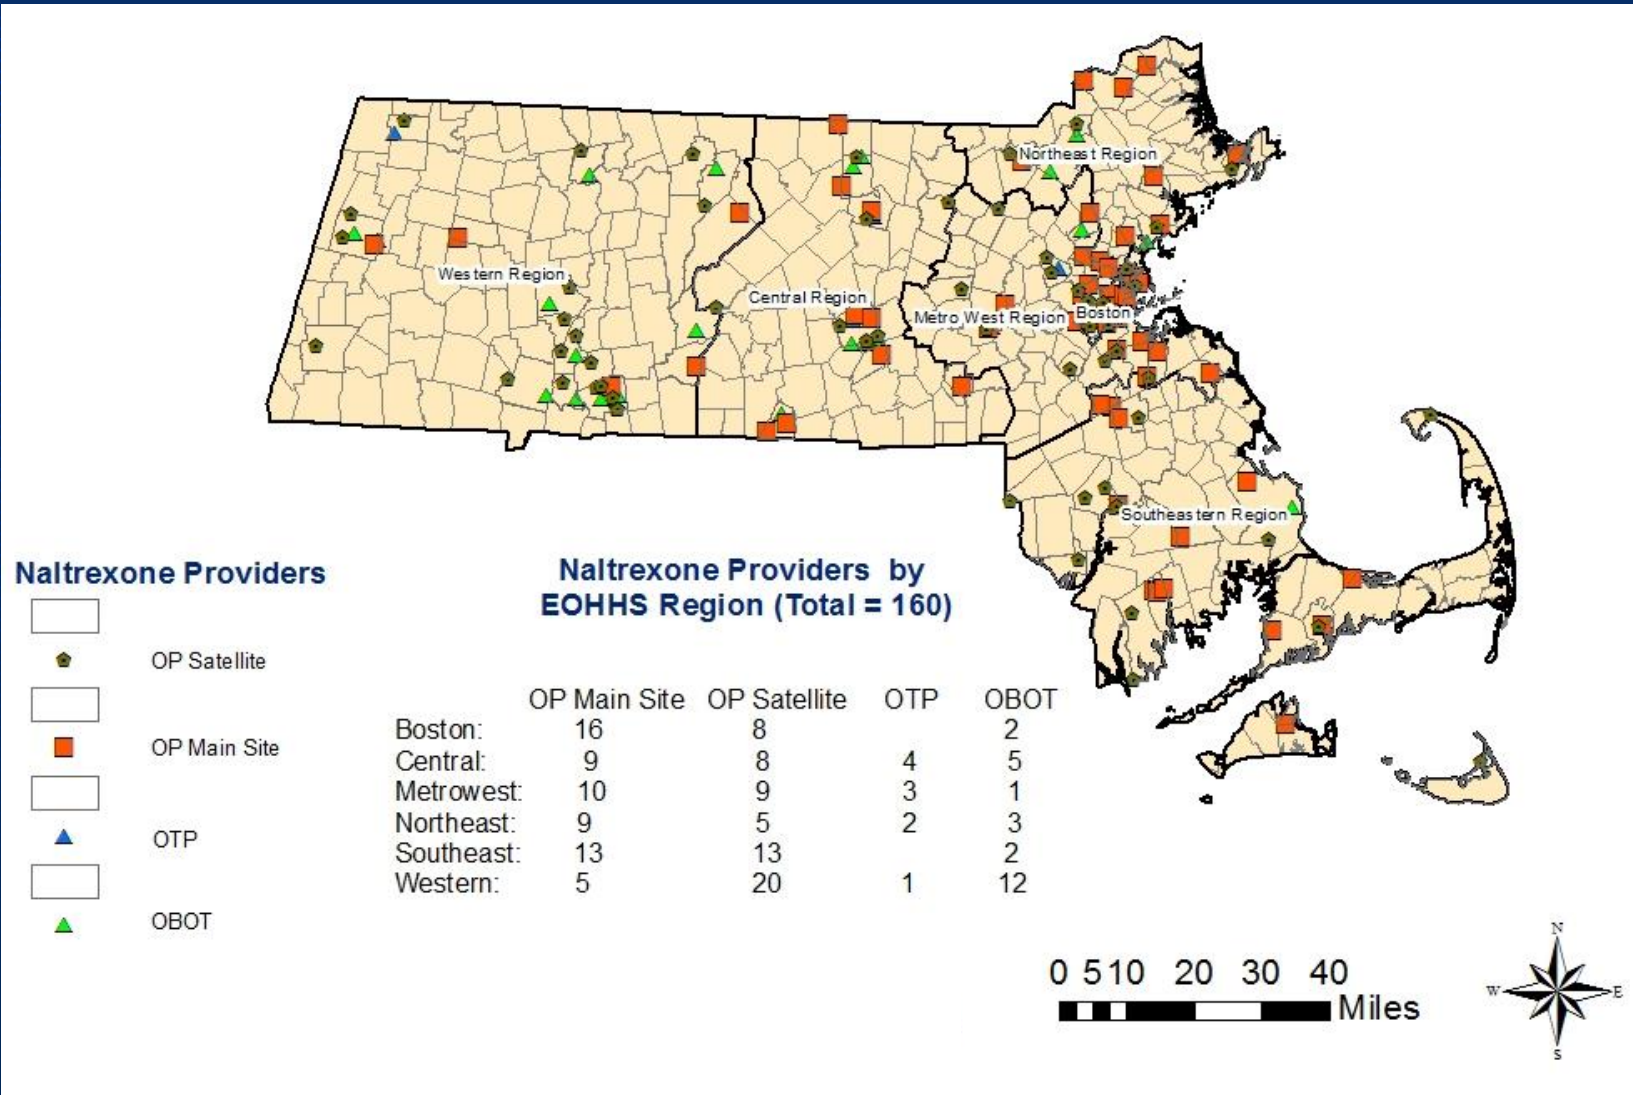 Northeast Region
Western Region
Central Region
Metro West Region
Boston
Southeastern Region
Naltrexone Providers
OP Satellite
OP Main Site
OTP
OBOT
Naltrexone Providers by
EOHHS Region (Total = 160)
OP Main Site OP Satellite OTP OBOT
Boston: 16 8 2
Central: 9 8 4 5
Metrowest: 10 9 3 1
Northeast: 9 5 2 3
Southeast: 13 13 2
Western: 5 20 1 12
0 5 10 20 30 40
Miles
N
W E
S